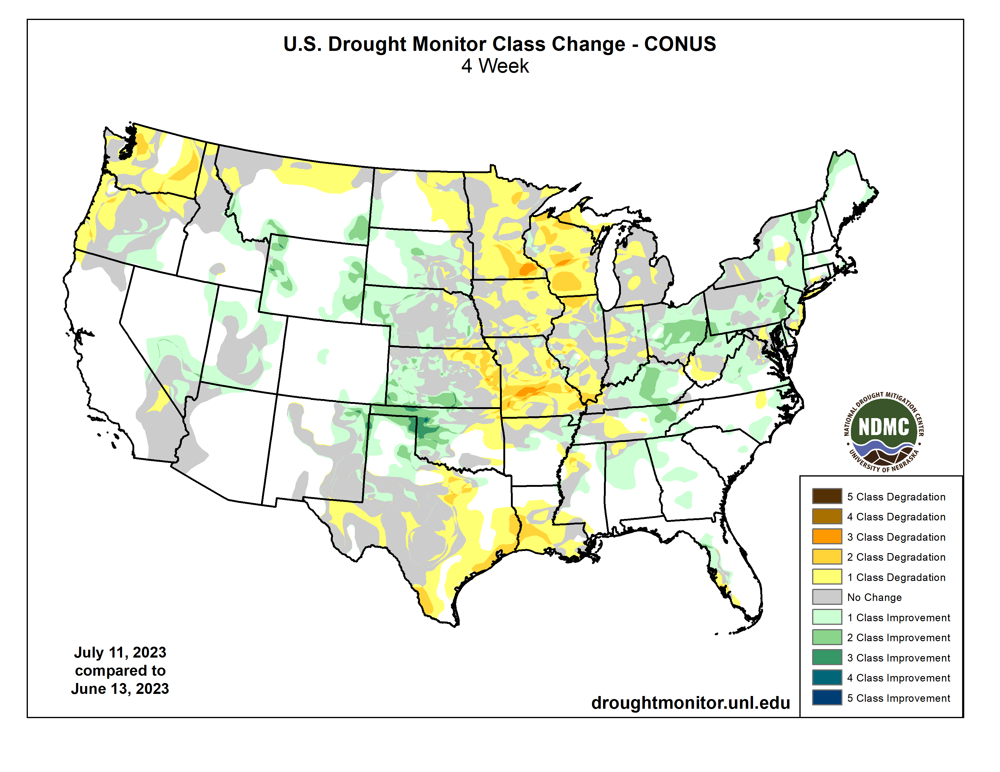 U.S. Drought Monitor Class Change - CONUS
4 Week
NATIONAL DROUGHT MITIGATION CENTER
NDMC
UNIVERSITY OF NEBRASKA
5 Class Degradation
4 Class Degradation
3 Class Degradation
2 Class Degradation
1 Class Degradation
No Change
1 Class Improvement
2 Class Improvement
3 Class Improvement
4 Class Improvement
5 Class Improvement
July 11, 2023
compared to
June 13, 2023
droughtmonitor.unl.edu